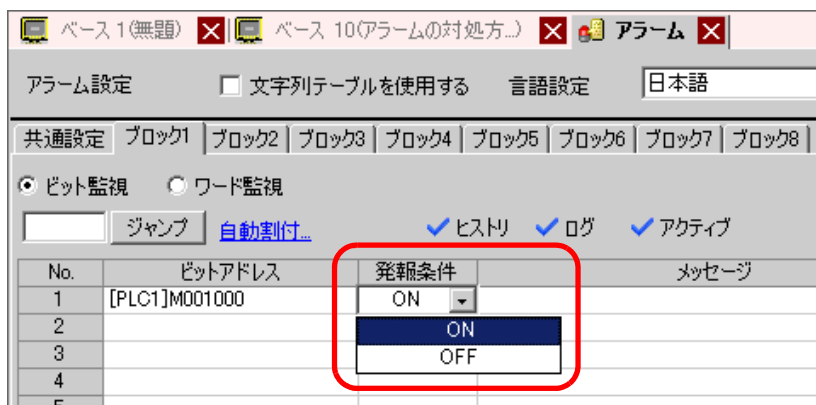 ベース 1(無題) ベース 10(アラームの対処方...) アラーム
アラーム設定 文字列テーブルを使用する 言語設定 日本語
共通設定 ブロック1 ブロック2 ブロック3 ブロック4 ブロック5 ブロック6 ブロック7 ブロック8
ビット監視 ワード監視
ジャンプ 自動割付... ヒストリ ログ アクティブ
No. ビットアドレス 発報条件 メッセージ
1 [PLC1]M001000 ON
2 ON
3 OFF
4
5